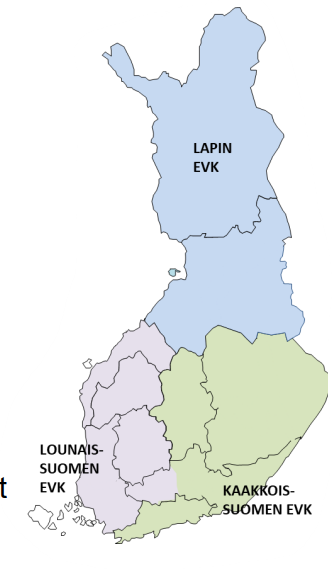 LAPIN
EVK
LOUNAIS-
SUOMEN
EVK
t
KAAKKOIS-
SUOMEN EVK